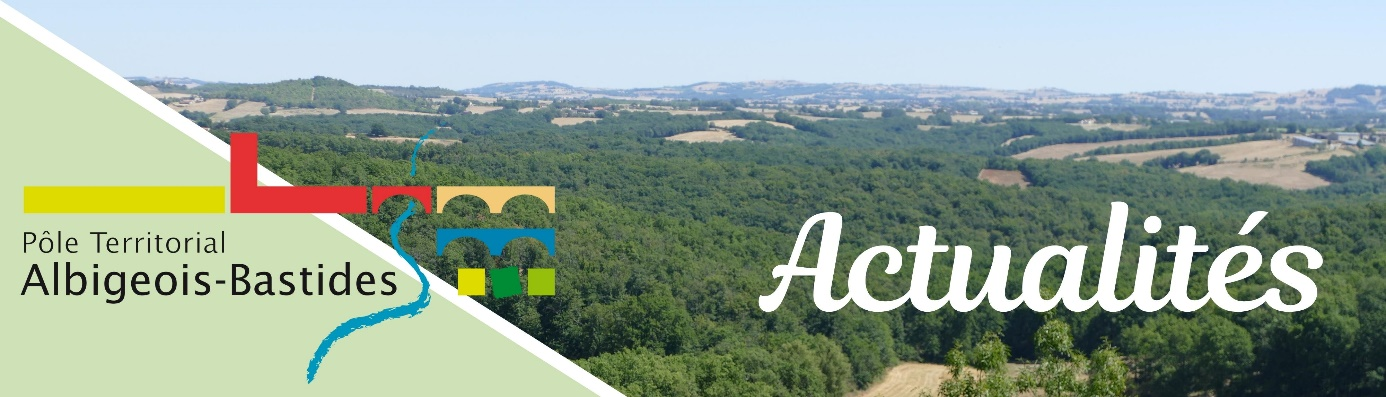 Pôle Territorial
Albigeois-Bastides
Actualités